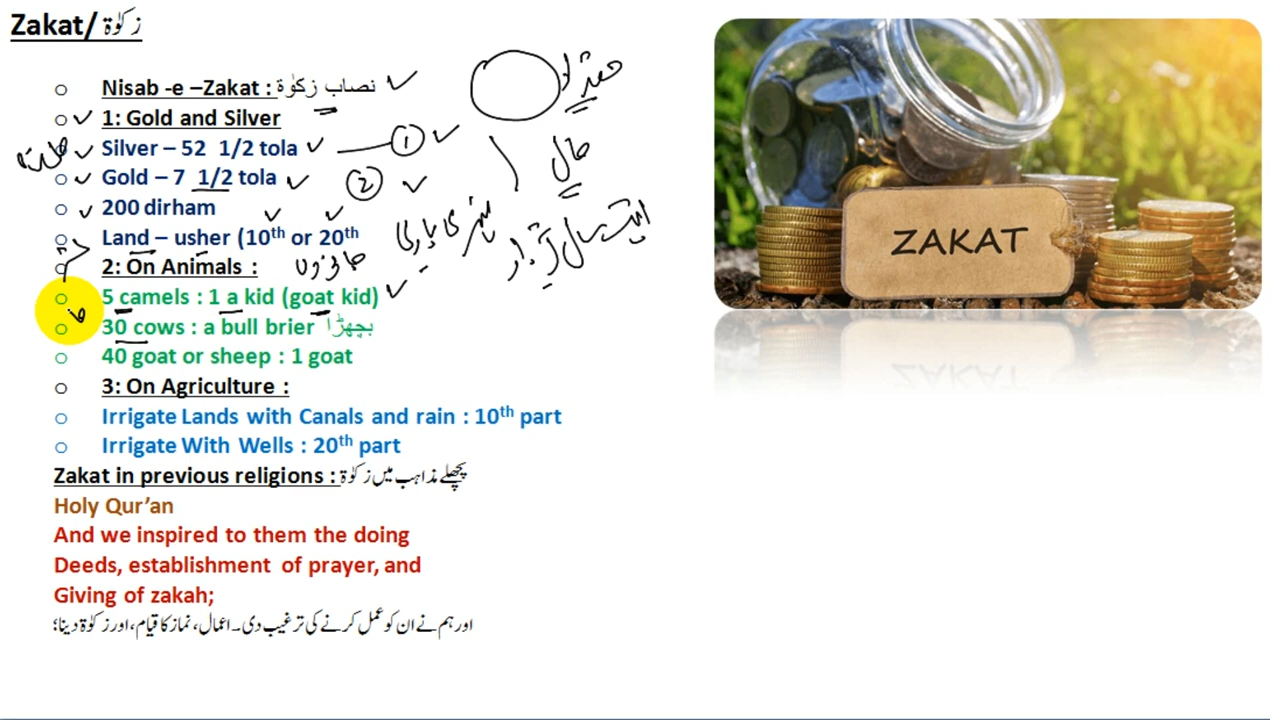 Zakat/ زکوٰۃ
Nisab -e –Zakat : نصاب زکوٰۃ
1: Gold and Silver
Silver – 52 1/2 tola
1
Gold – 7 1/2 tola
2
200 dirham
Land – usher (10th or 20th
2: On Animals :
5 camels : 1 a kid (goat kid)
30 cows : a bull brier بچھڑا
40 goat or sheep : 1 goat
3: On Agriculture :
Irrigate Lands with Canals and rain : 10th part
Irrigate With Wells : 20th part
Zakat in previous religions : پچھلے مذاہب میں زکوٰۃ
Holy Qur’an
And we inspired to them the doing
Deeds, establishment of prayer, and
Giving of zakah;
اور ہم نے ان کو عمل کرنے کی ترغیب دی۔ اعمال، نماز کا قیام، اور زکوٰۃ دینا؛
ZAKAT